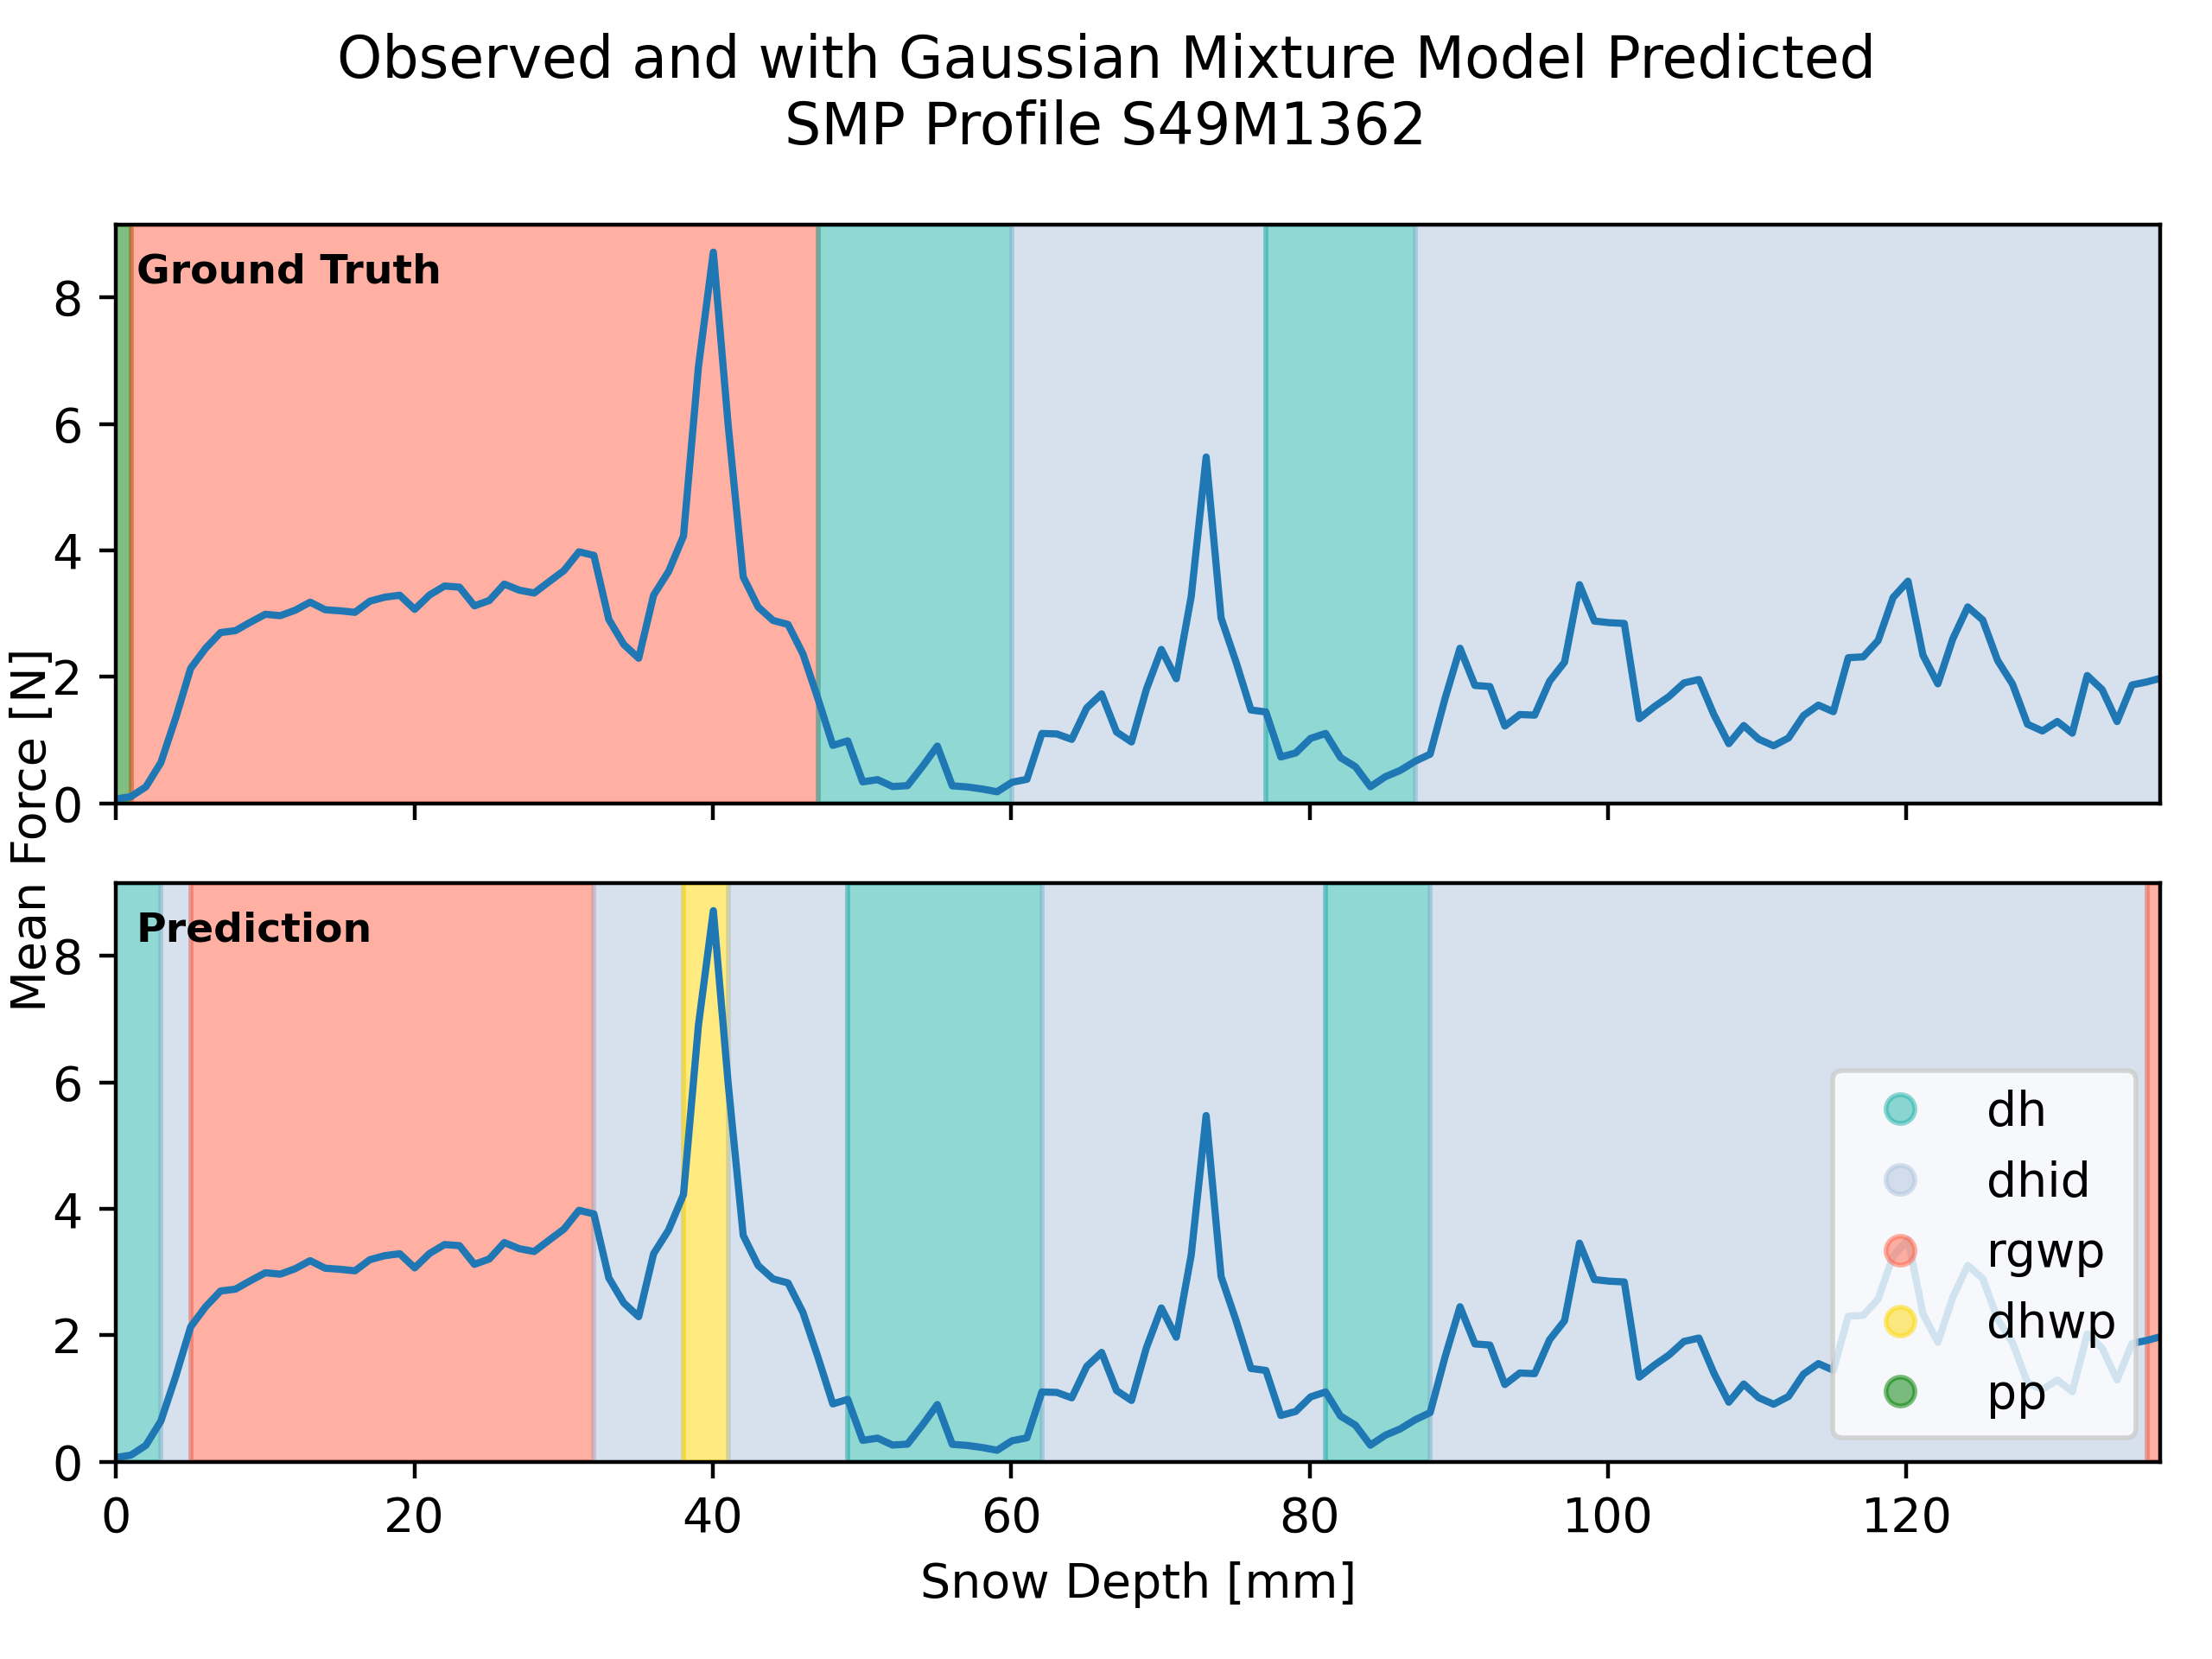 Observed and with Gaussian Mixture Model Predicted
SMP Profile S49M1362
Mean Force [N]
Ground Truth
8
6
4
2
0
Prediction
8
6
4
2
0
dh
dhid
rgwp
dhwp
pp
0 20 40 60 80 100 120
Snow Depth [mm]